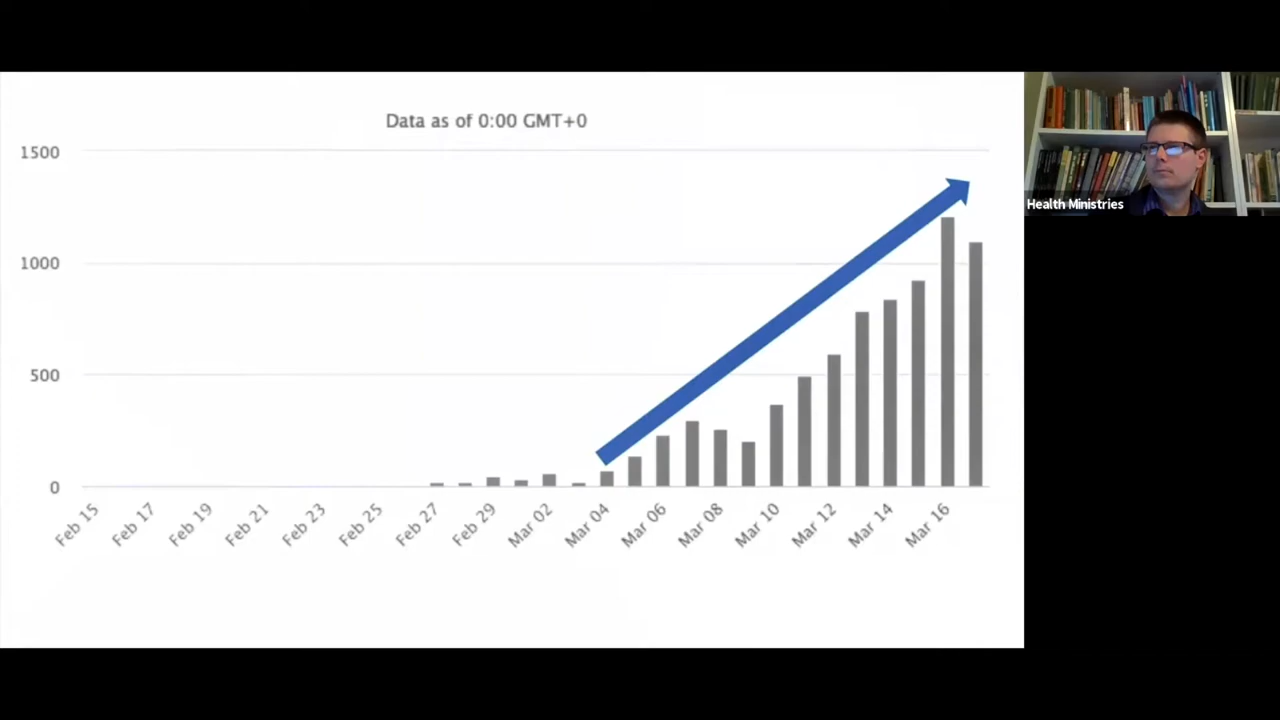 Data as of 0:00 GMT+0
1500
1000
500
0
Feb 15
Feb 17
Feb 19
Feb 21
Feb 23
Feb 25
Feb 27
Feb 29
Mar 02
Mar 04
Mar 06
Mar 08
Mar 10
Mar 12
Mar 14
Mar 16
Health Ministries